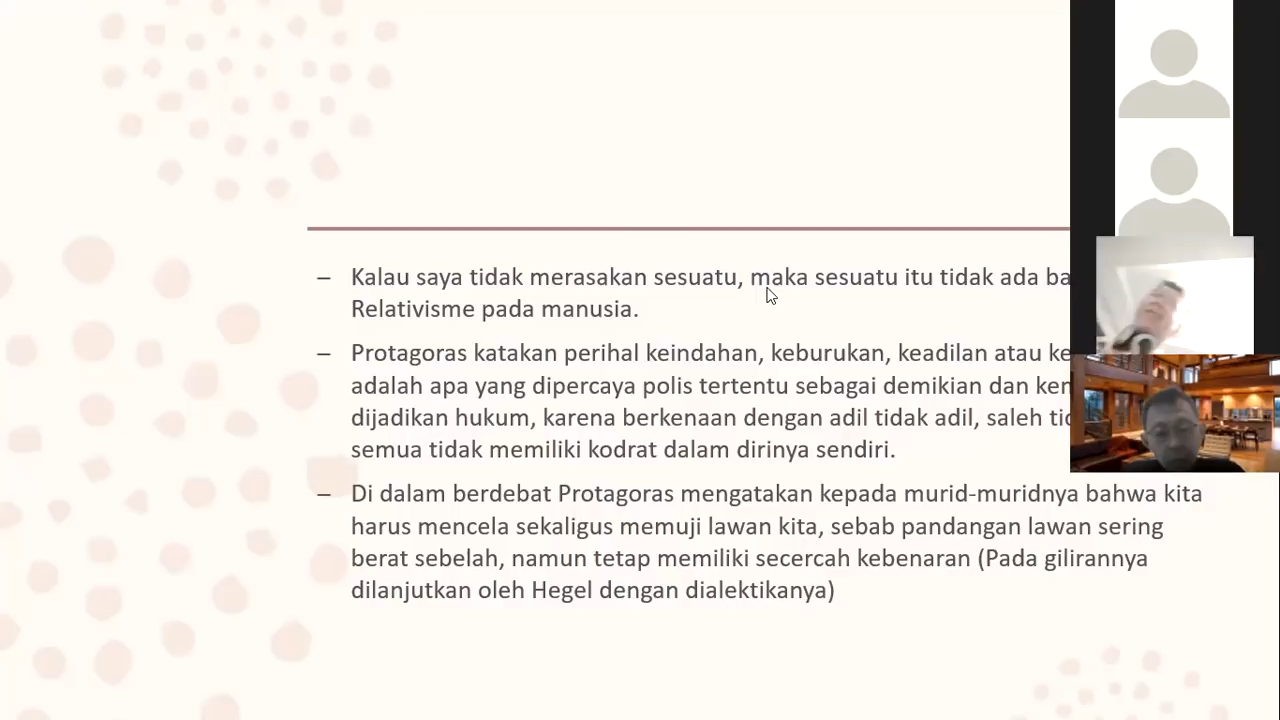 – Kalau saya tidak merasakan sesuatu, maka sesuatu itu tidak ada
Relativisme pada manusia.
– Protagoras katakan perihal keindahan, keburukan, keadilan atau
adalah apa yang dipercaya polis tertentu sebagai demikian dan
dijadikan hukum, karena berkenaan dengan adil tidak adil, saleh
semua tidak memiliki kodrat dalam dirinya sendiri.
– Di dalam berdebat Protagoras mengatakan kepada murid-muridnya bahwa kita
harus mencela sekaligus memuji lawan kita, sebab pandangan lawan sering
berat sebelah, namun tetap memiliki secercah kebenaran (Pada gilirannya
dilanjutkan oleh Hegel dengan dialektikanya)